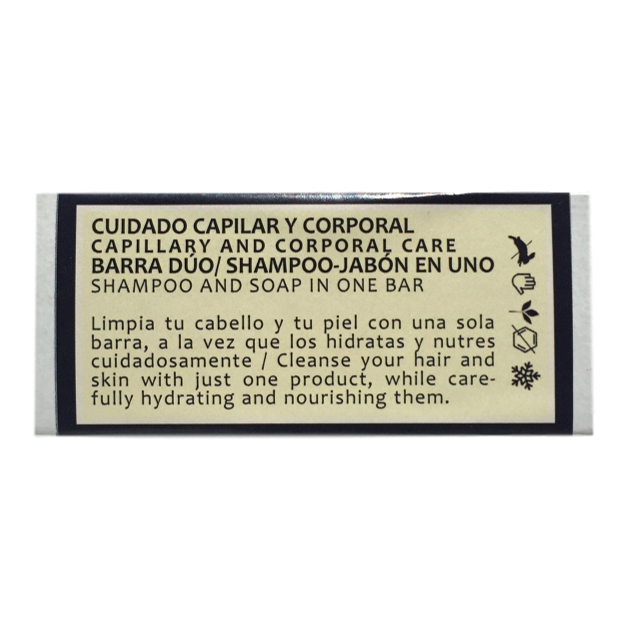 CUIDADO CAPILAR Y CORPORAL
CAPILLARY AND CORPORAL CARE
BARRA DÚO/ SHAMPOO-JABÓN EN UNO
SHAMPOO AND SOAP IN ONE BAR
Limpia tu cabello y tu piel con una sola
barra, a la vez que los hidratas y nutres
cuidadosamente / Cleanse your hair and
skin with just one product, while care-
fully hydrating and nourishing them.